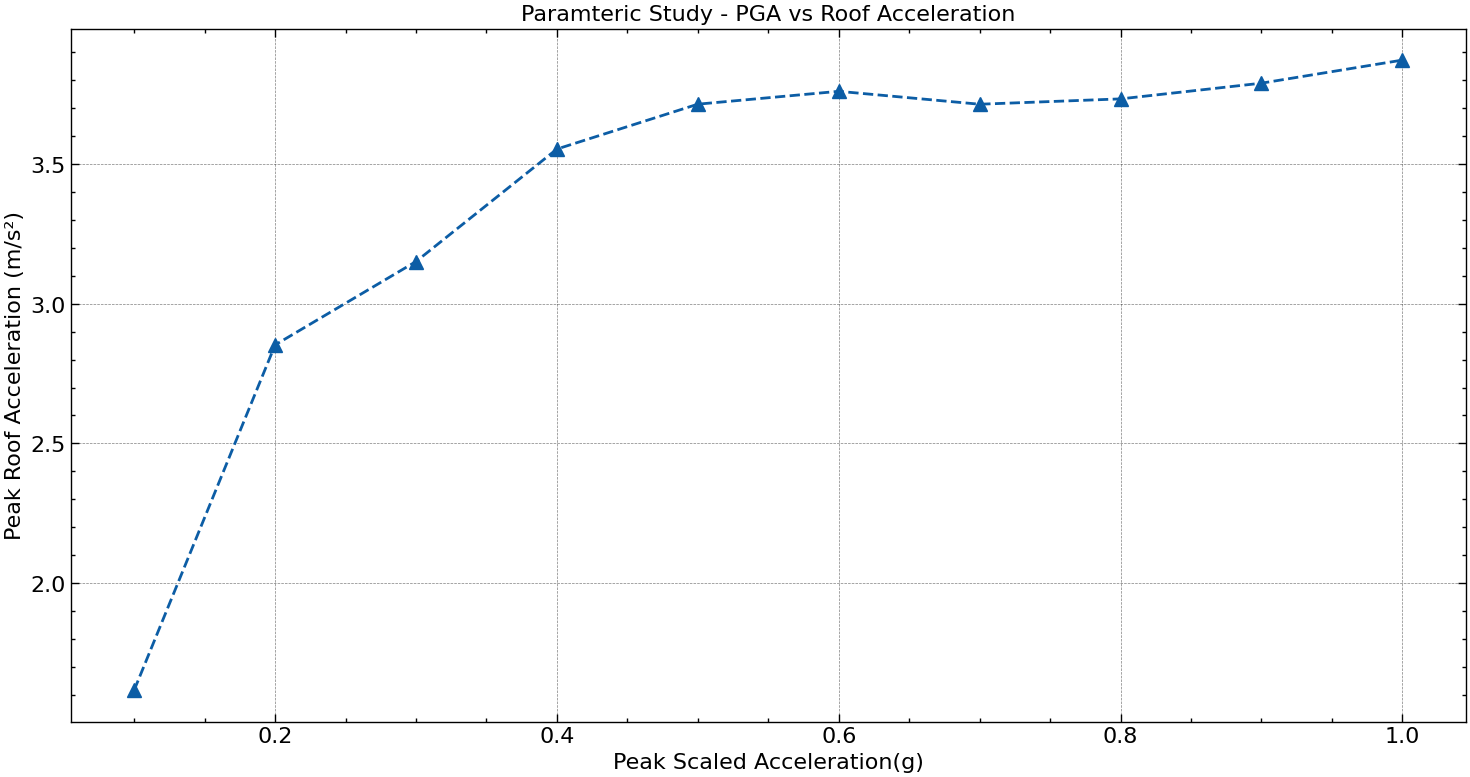 Paramteric Study - PGA vs Roof Acceleration
Peak Roof Acceleration (m/s²)
3.5
3.0
2.5
2.0
0.2 0.4 0.6 0.8 1.0
Peak Scaled Acceleration(g)